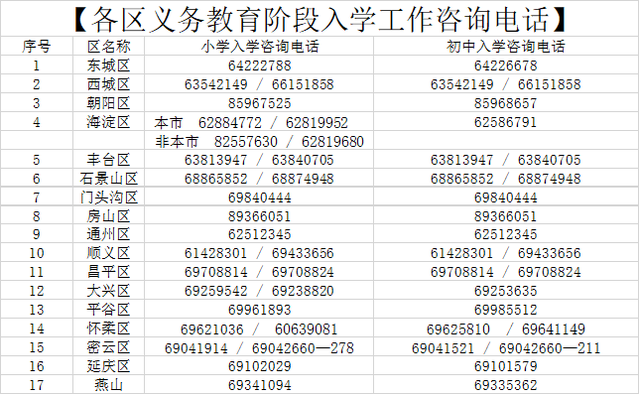 【各区义务教育阶段入学工作咨询电话】
序号 区名称 小学入学咨询电话 初中入学咨询电话
1 东城区 64222788 64226678
2 西城区 63542149 / 66151858 63542149 / 66151858
3 朝阳区 85967525 85968657
4 海淀区 本市 62884772 / 62819952 62586791
非本市 82557630 / 62819680
5 丰台区 63813947 / 63840705 63813947 / 63840705
6 石景山区 68865852 / 68874948 68865852 / 68874948
7 门头沟区 69840444 69840444
8 房山区 89366051 89366051
9 通州区 62512345 62512345
10 顺义区 61428301 / 69433656 61428301 / 69433656
11 昌平区 69708814 / 69708824 69708814 / 69708824
12 大兴区 69259542 / 69238820 69253635
13 平谷区 69961893 69985512
14 怀柔区 69621036 / 60639081 69625810 / 69641149
15 密云区 69041914 / 69042660—278 69041521 / 69042660—211
16 延庆区 69102029 69101579
17 燕山 69341094 69335362